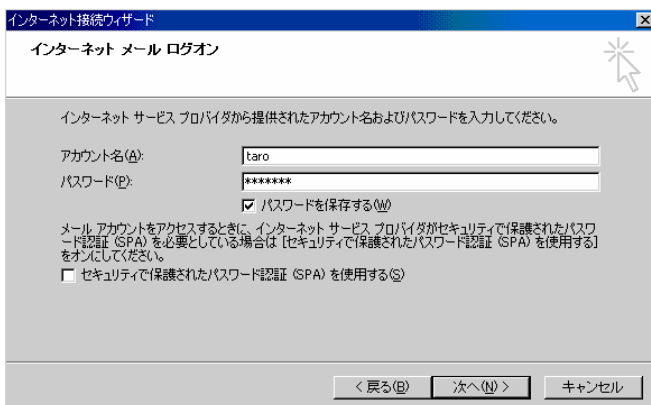 インターネット接続ウィザード
インターネット メール ログオン
インターネット サービス プロバイダから提供されたアカウント名およびパスワードを入力してください。
アカウント名(A): taro
パスワード(P): *******
パスワードを保存する(W)
メール アカウントをアクセスするときに、インターネット サービス プロバイダがセキュリティで保護されたパスワ
ード認証 (SPA) を必要としている場合は [セキュリティで保護されたパスワード認証 (SPA) を使用する]
をオンにしてください。
セキュリティで保護されたパスワード認証 (SPA) を使用する(S)
< 戻る(B) 次へ(N) > キャンセル